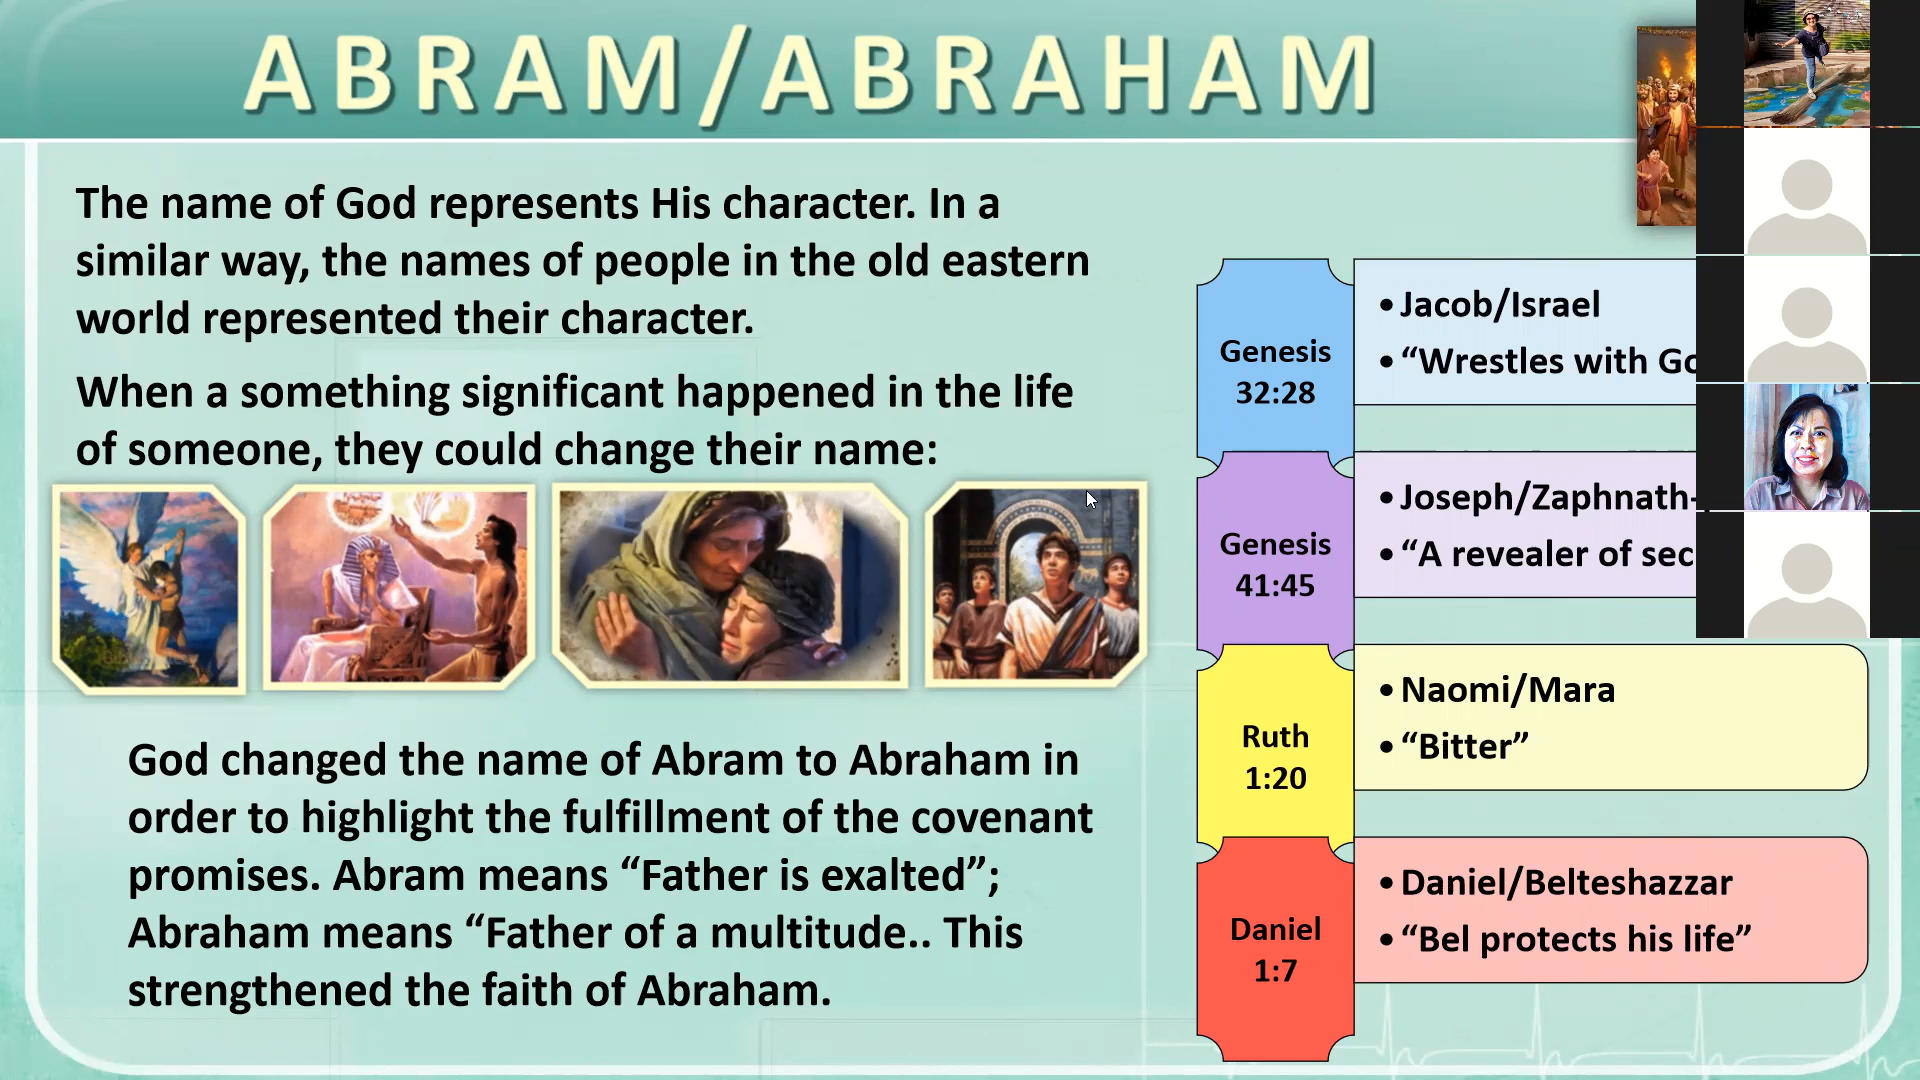 ABRAM/ABRAHAM
The name of God represents His character. In a
similar way, the names of people in the old eastern
world represented their character.
When a something significant happened in the life
of someone, they could change their name:
God changed the name of Abram to Abraham in
order to highlight the fulfillment of the covenant
promises. Abram means “Father is exalted”;
Abraham means “Father of a multitude.. This
strengthened the faith of Abraham.
Genesis
32:28
• Jacob/Israel
• “Wrestles with
Genesis
41:45
• Joseph/Zaphnath-
• “A revealer of
Ruth
1:20
• Naomi/Mara
• “Bitter”
Daniel
1:7
• Daniel/Belteshazzar
• “Bel protects his life”